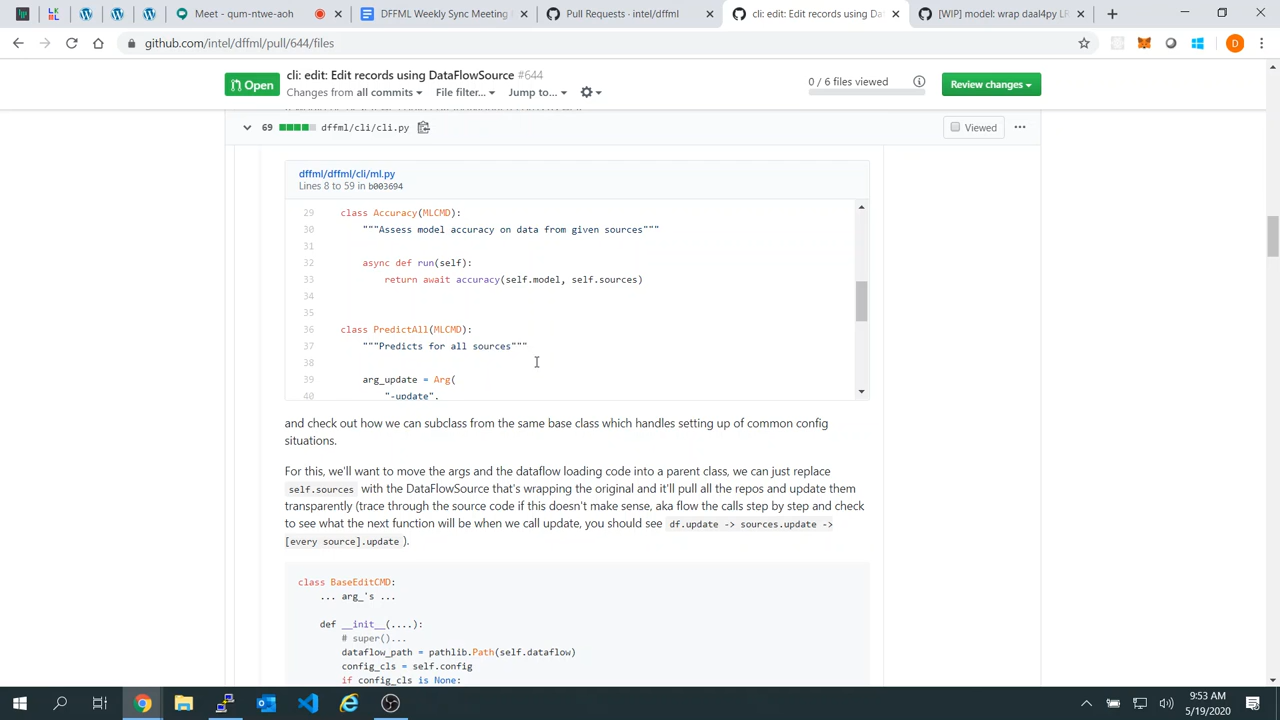 Meet - qum-ntwe-aoh
DFFML Weekly Sync Meeting
Pull Requests · intel/dffml
cli: edit: Edit records using Da
[WIP] model: wrap daal4py LR
github.com/intel/dffml/pull/644/files
D
Open
cli: edit: Edit records using DataFlowSource #644
Changes from all commits
File filter...
Jump to...
0 / 6 files viewed
Review changes
69
dffml/cli/cli.py
Viewed
dffml/dffml/cli/ml.py
Lines 8 to 59 in b003694
29 class Accuracy(MLCMD):
30 """Assess model accuracy on data from given sources"""
31
32 async def run(self):
33 return await accuracy(self.model, self.sources)
34
35
36 class PredictAll(MLCMD):
37 """Predicts for all sources"""
38
39 arg_update = Arg(
40 "-update",
and check out how we can subclass from the same base class which handles setting up of common config
situations.
For this, we'll want to move the args and the dataflow loading code into a parent class, we can just replace
self.sources with the DataFlowSource that's wrapping the original and it'll pull all the repos and update them
transparently (trace through the source code if this doesn't make sense, aka flow the calls step by step and check
to see what the next function will be when we call update, you should see df.update -> sources.update ->
[every source].update ).
class BaseEditCMD:
... arg_'s ...
def __init__(....):
# super()...
dataflow_path = pathlib.Path(self.dataflow)
config_cls = self.config
if config_cls is None:
9:53 AM
5/19/2020